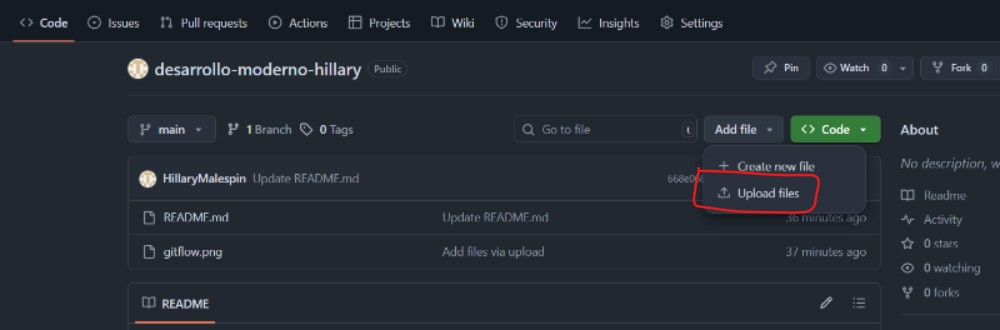 Code Issues Pull requests Actions Projects Wiki Security Insights Settings
desarrollo-moderno-hillary Public
Pin Watch 0 Fork 0
main 1 Branch 0 Tags
Go to file t Add file Code
About
Create new file
Upload files
No description, w
HillaryMalespin Update README.md
README.md Update README.md 36 minutes ago
gitflow.png Add files via upload 37 minutes ago
Readme
Activity
0 stars
0 watching
0 forks
README